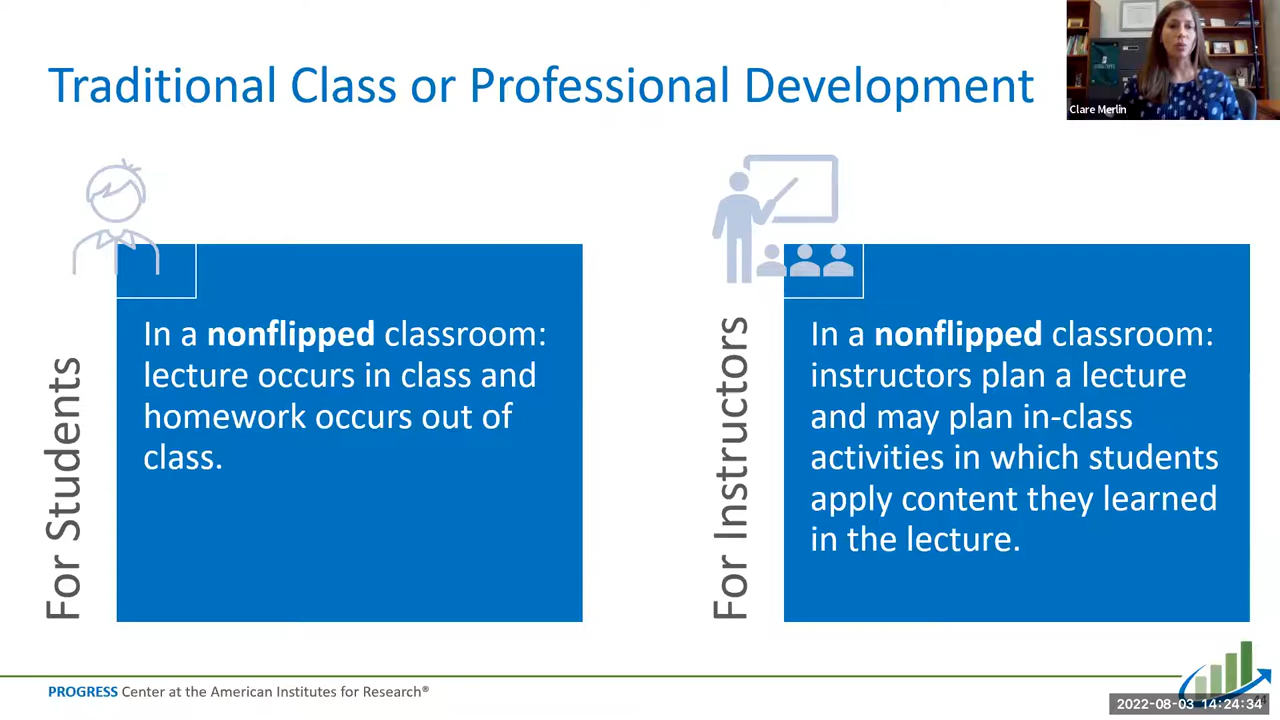 Traditional Class or Professional Development
Clare Merlin
For Students
In a nonflipped classroom:
lecture occurs in class and
homework occurs out of
class.
For Instructors
In a nonflipped classroom:
instructors plan a lecture
and may plan in-class
activities in which students
apply content they learned
in the lecture.
PROGRESS Center at the American Institutes for Research®
2022-08-03 14:24:34